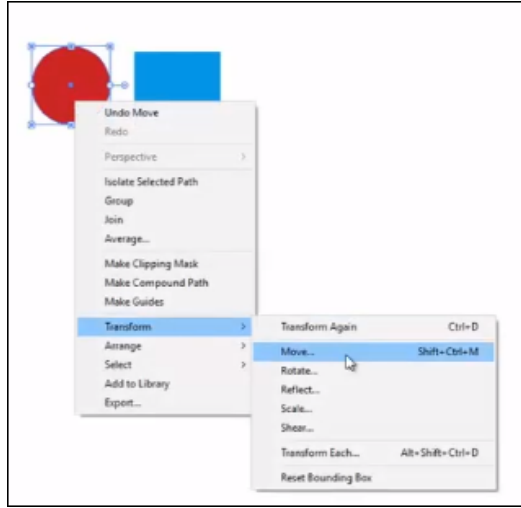 Undo Move
Redo
Perspective
Isolate Selected Path
Group
Join
Average...
Make Clipping Mask
Make Compound Path
Make Guides
Transform
Arrange
Select
Add to Library
Export...
Transform Again Ctrl+D
Move... Shift+Ctrl+M
Rotate...
Reflect...
Scale...
Shear...
Transform Each... Alt+Shift+Ctrl+D
Reset Bounding Box